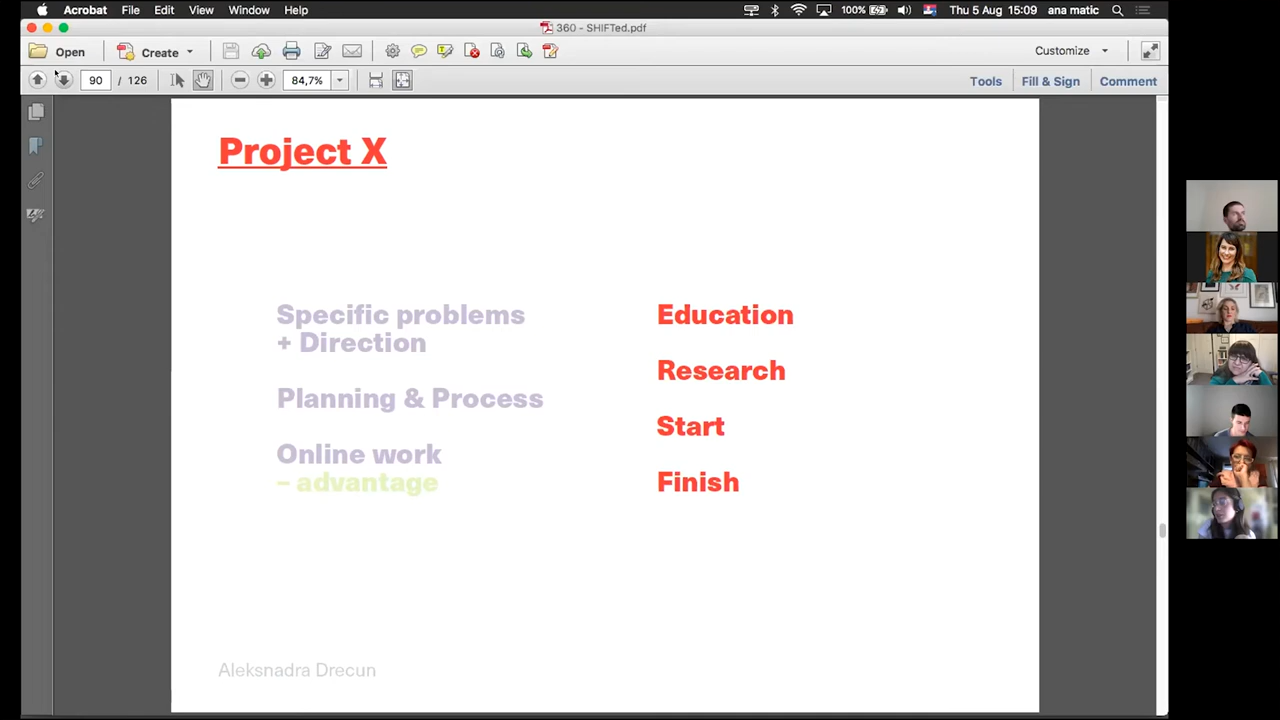 Acrobat File Edit View Window Help 100% Thu 5 Aug 15:09 ana matic
360 - SHIFTed.pdf
Open Create Customize
90 / 126 84,7% Tools Fill & Sign Comment
Project X
Specific problems
+ Direction
Planning & Process
Online work
– advantage
Education
Research
Start
Finish
Aleksnadra Drecun